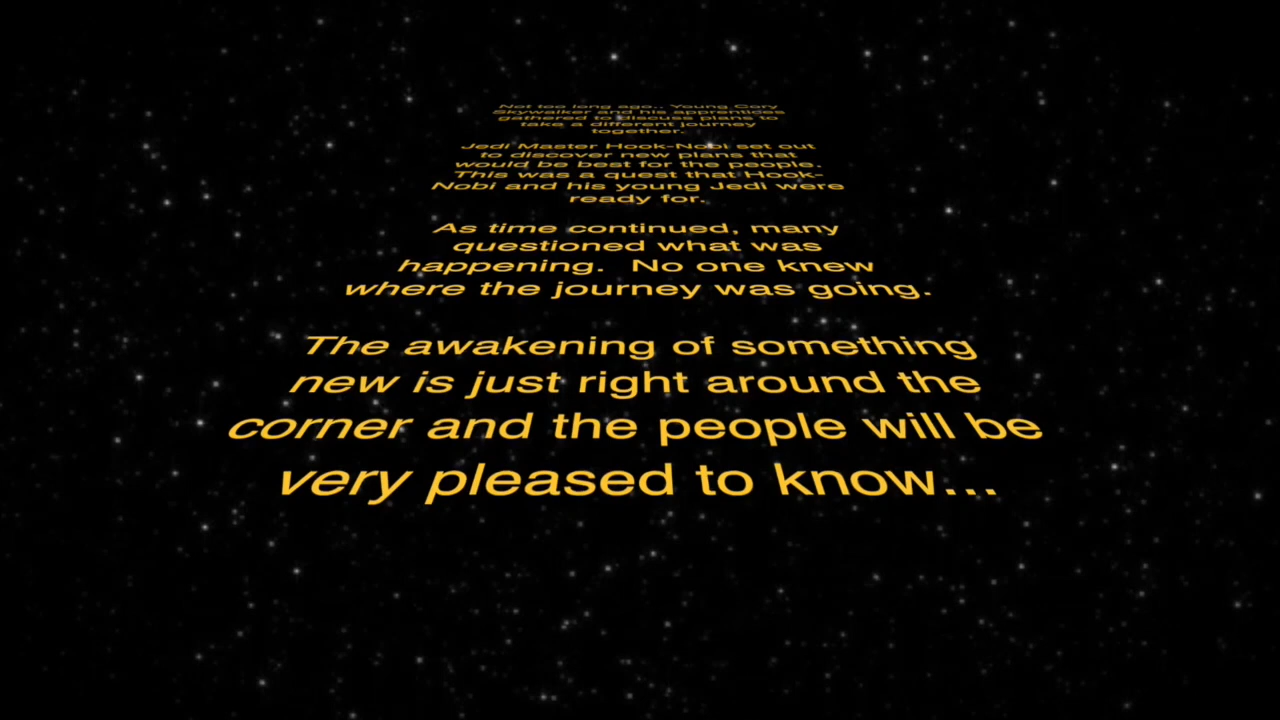 Not too long ago.. Young Cory
Skywalker and his apprentices
gathered to discuss plans to
take a different journey
together.
Jedi Master Hook-Nobi set out
to discover new plans that
would be best for the people.
This was a quest that Hook-
Nobi and his young Jedi were
ready for.
As time continued, many
questioned what was
happening.  No one knew
where the journey was going.
The awakening of something
new is just right around the
corner and the people will be
very pleased to know...